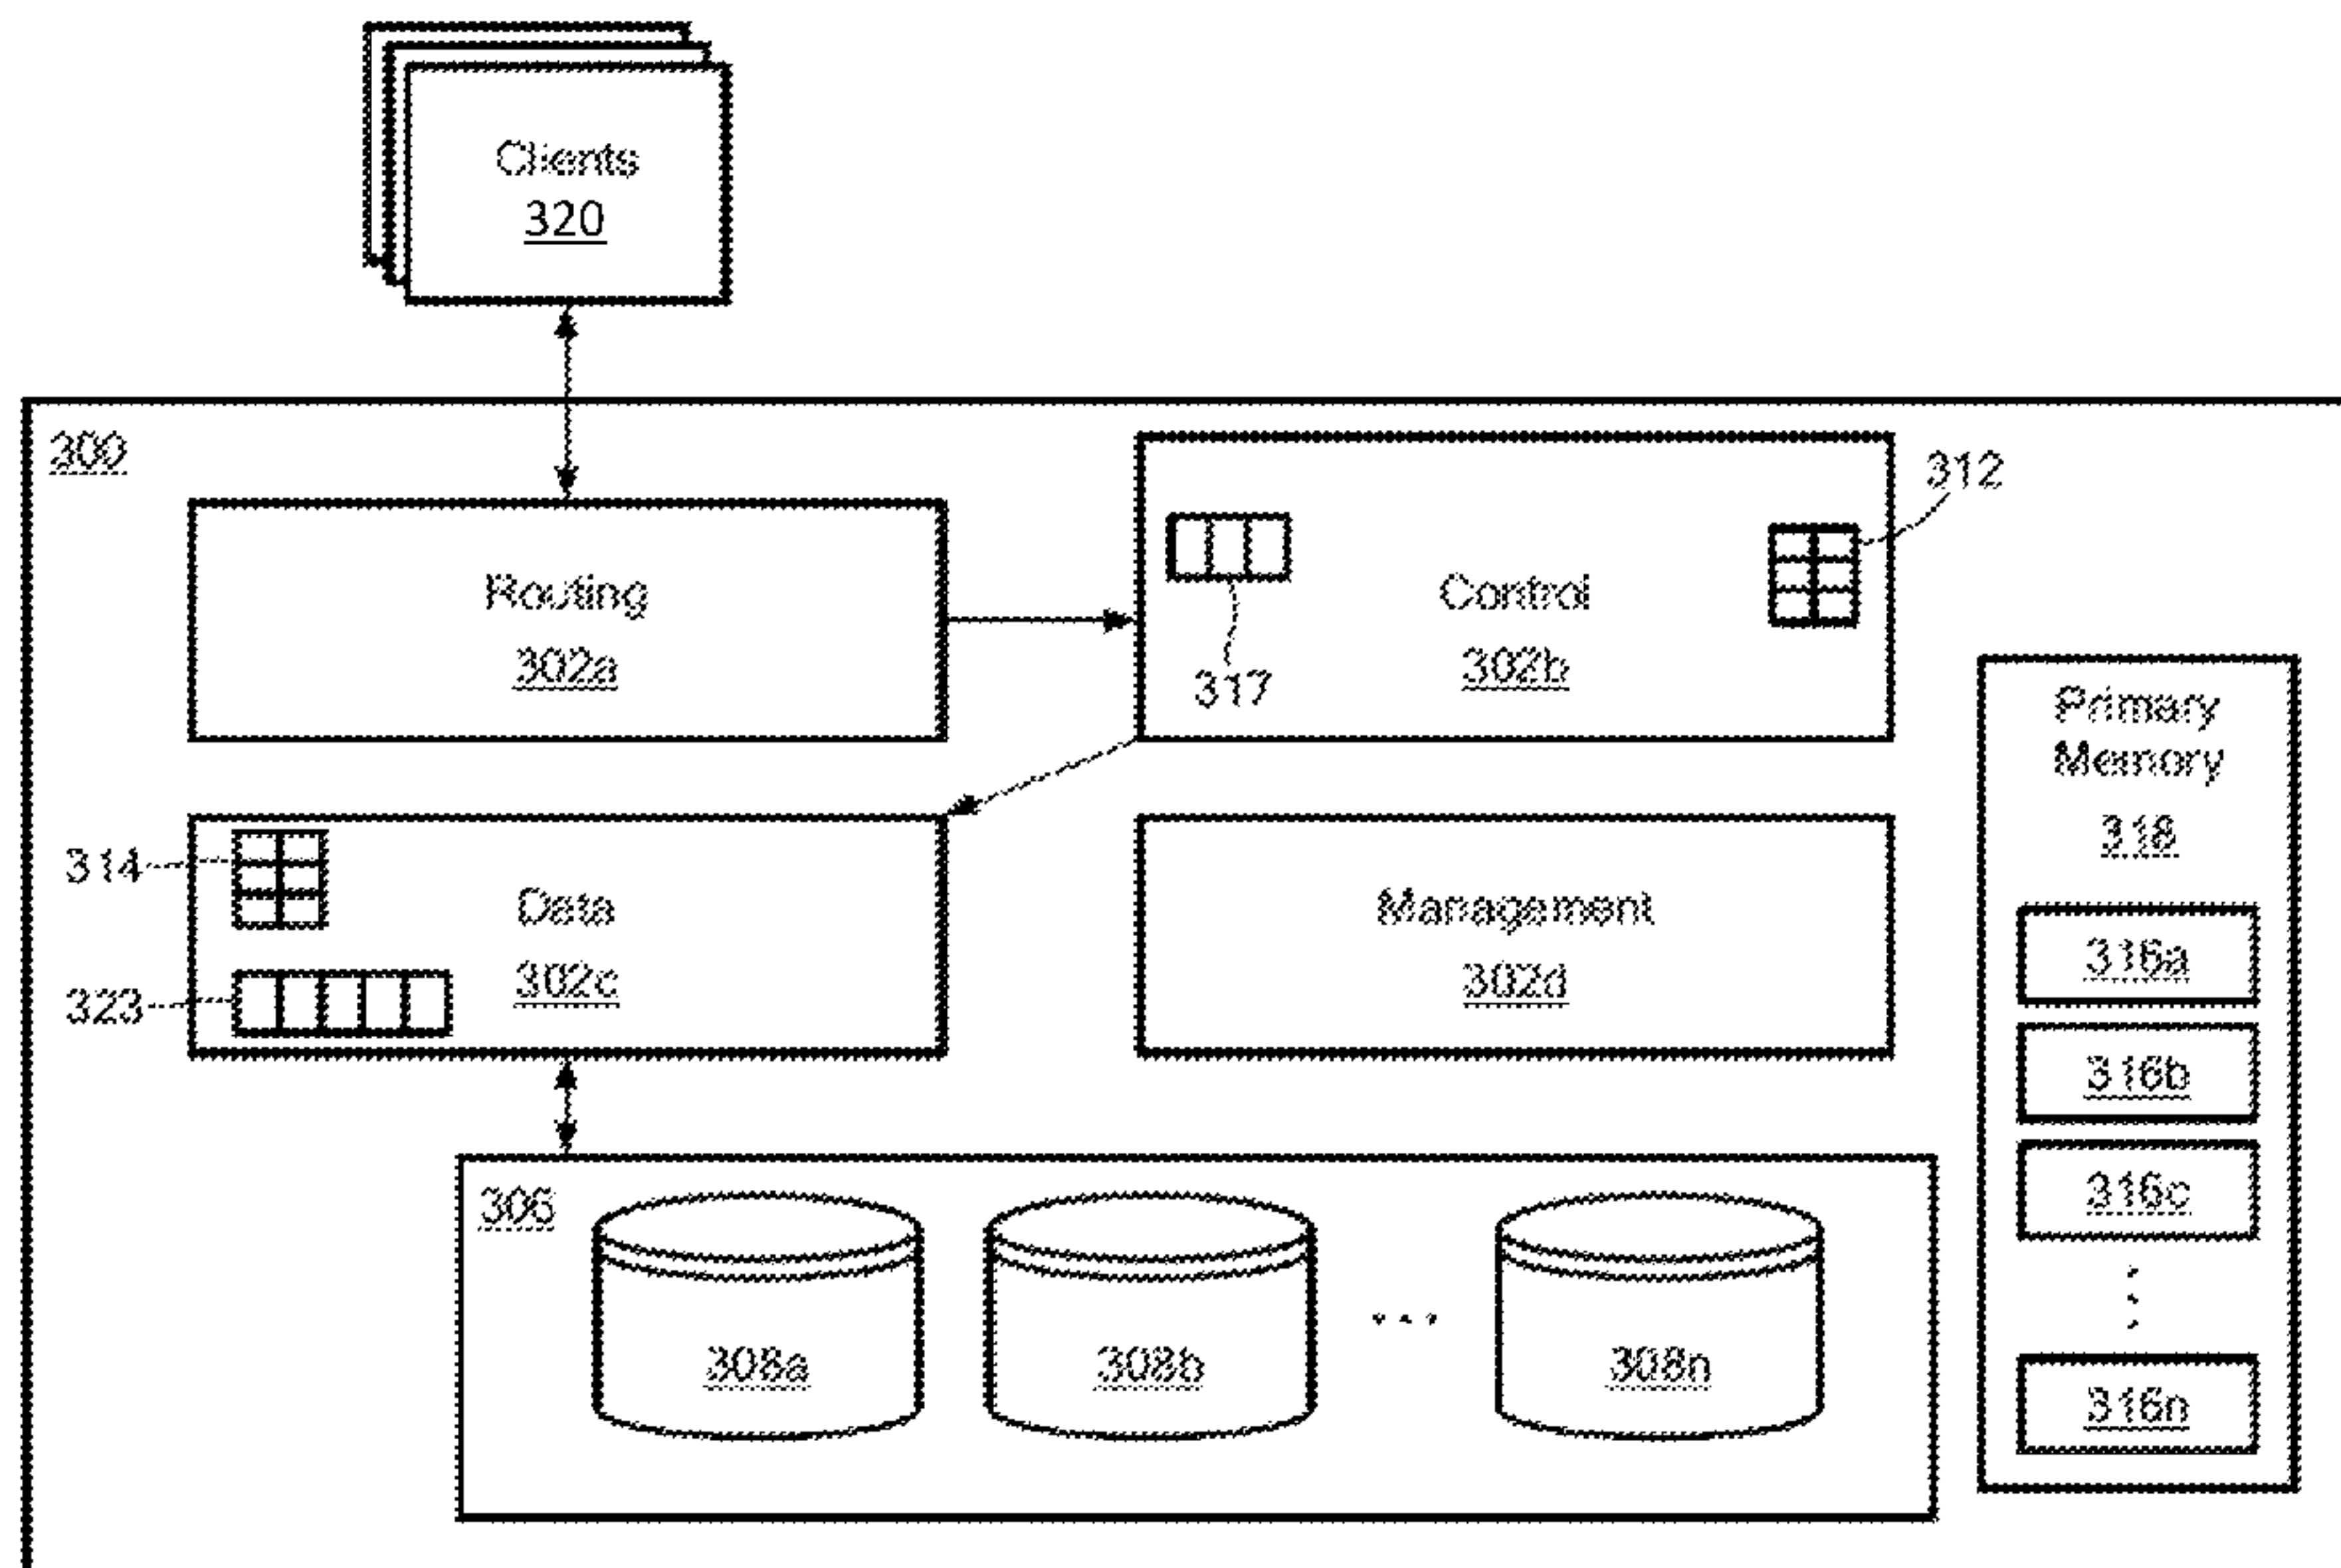 Clients
320
300
312
Routing
302a
Control
302b
317
Primary
Memory
318
314
Data
302c
323
Management
302d
316a
316b
316c
306
308a
308b
...
308n
316n